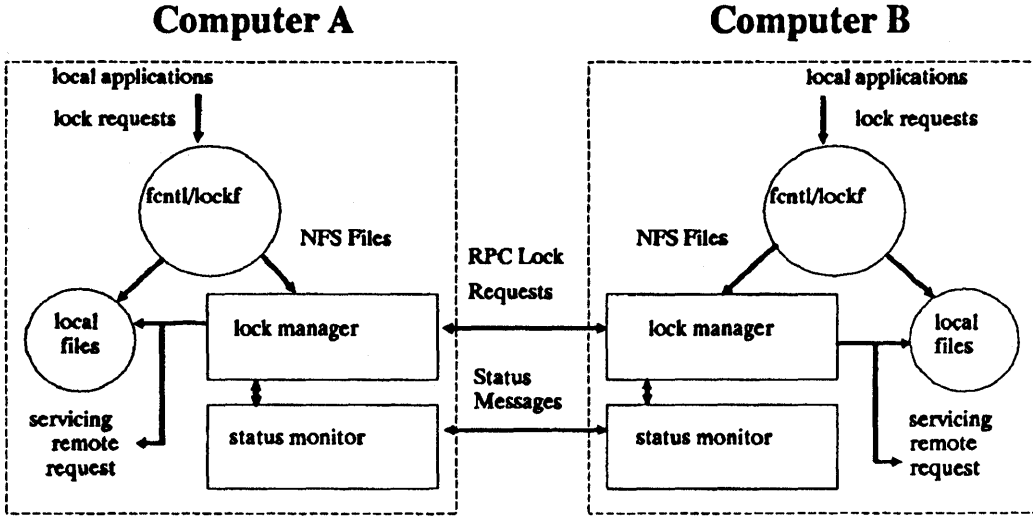 Computer A
Computer B
local applications
lock requests
fcntl/lockf
NFS Files
local
files
lock manager
servicing
remote
request
status monitor
RPC Lock
Requests
Status
Messages
local applications
lock requests
fcntl/lockf
NFS Files
lock manager
local
files
status monitor
servicing
remote
request